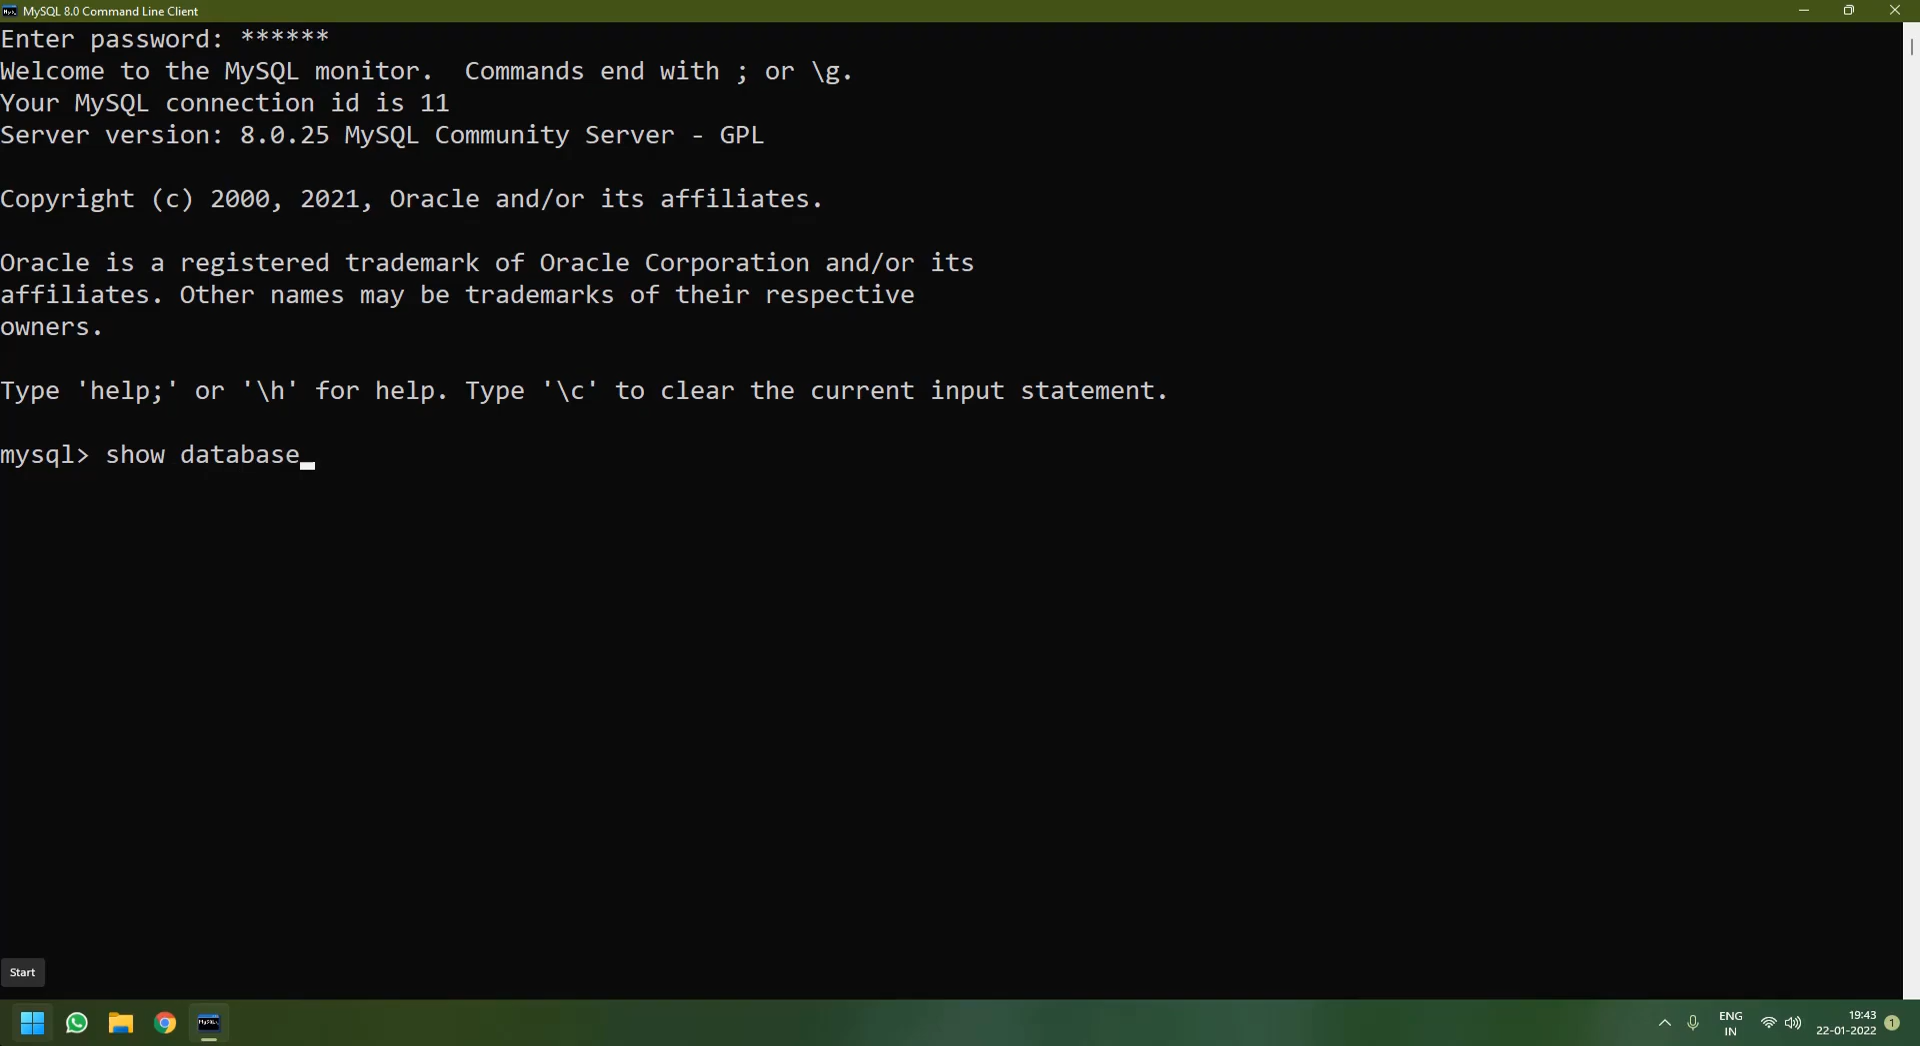 MySQL 8.0 Command Line Client
Enter password: ******
Welcome to the MySQL monitor.  Commands end with ; or \g.
Your MySQL connection id is 11
Server version: 8.0.25 MySQL Community Server - GPL
Copyright (c) 2000, 2021, Oracle and/or its affiliates.
Oracle is a registered trademark of Oracle Corporation and/or its
affiliates. Other names may be trademarks of their respective
owners.
Type 'help;' or '\h' for help. Type '\c' to clear the current input statement.
mysql> show database
Start
ENG
IN
19:43
22-01-2022
1